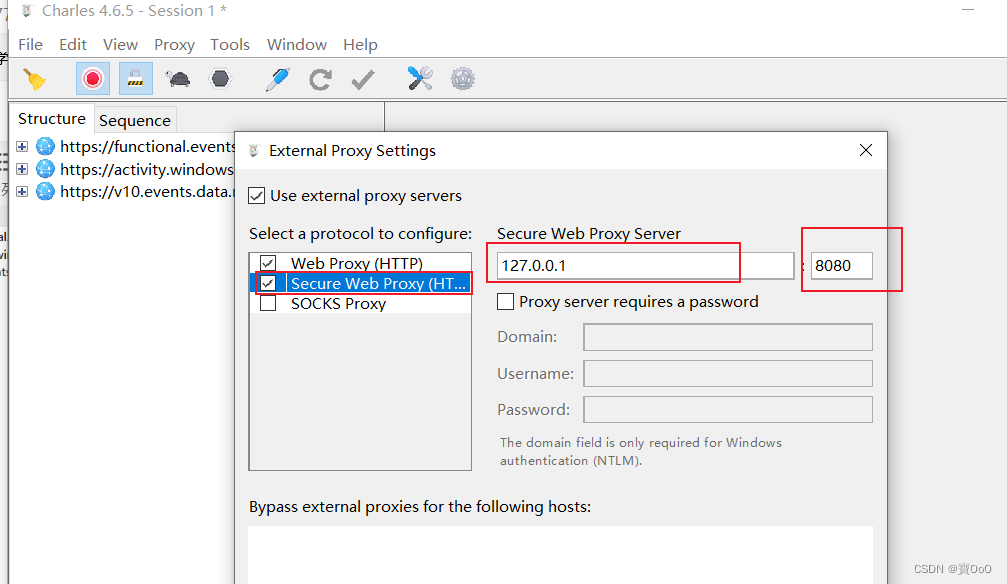 Charles 4.6.5 - Session 1 *
File Edit View Proxy Tools Window Help
Structure Sequence
https://functional.events
https://activity.windows
https://v10.events.data.
External Proxy Settings
Use external proxy servers
Select a protocol to configure:
Web Proxy (HTTP)
Secure Web Proxy (HT...
SOCKS Proxy
Secure Web Proxy Server
127.0.0.1 : 8080
Proxy server requires a password
Domain:
Username:
Password:
The domain field is only required for Windows
authentication (NTLM).
Bypass external proxies for the following hosts:
CSDN @寶OoO